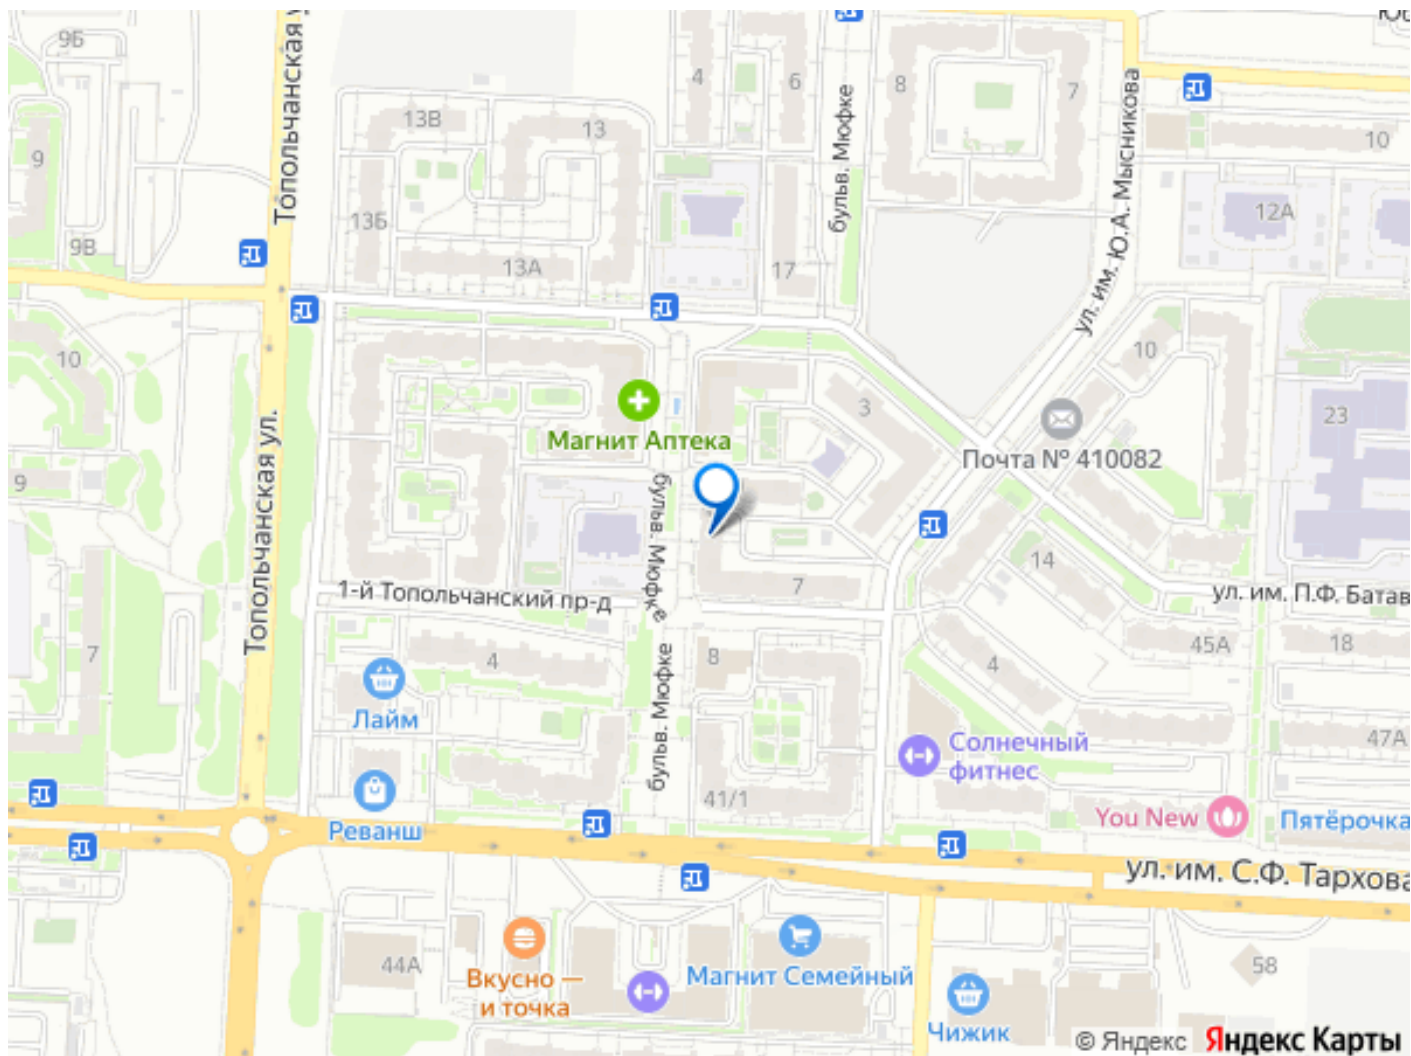 9Б
Топольчанская у
4
6
8
7
10
13В
13
бульв. Мюфке
ул. им. Ю.А. Мысникова
9
9В
13Б
13А
17
12А
10
10
3
23
Магнит Аптека
Почта № 410082
9
Топольчанская ул.
бульв. Мюфке
1-й Топольчанский пр-д
7
14
ул. им. П.Ф. Батав
7
4
8
4
45А
18
Лайм
бульв. Мюфке
Солнечный
фитнес
47А
41/1
Реванш
You New
Пятёрочка
ул. им. С.Ф. Тархова
44А
Вкусно —
и точка
Магнит Семейный
58
Чижик
© Яндекс Яндекс Карты